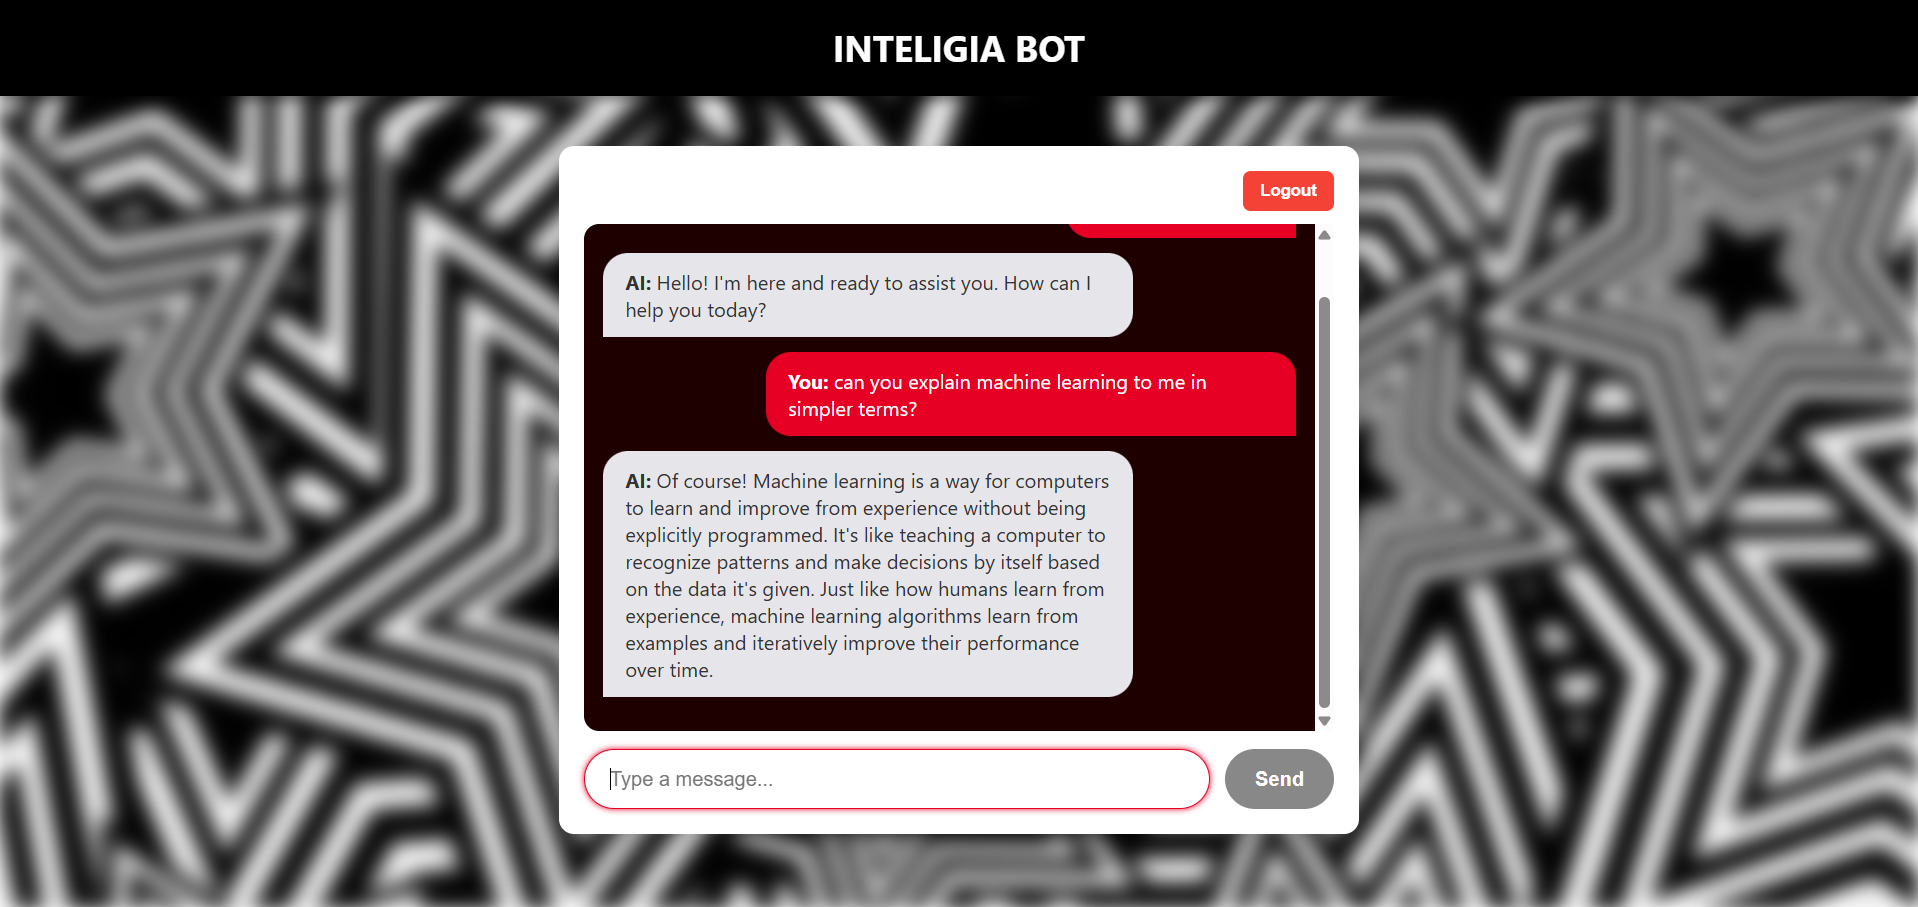 INTELIGIA BOT
Logout
AI: Hello! I'm here and ready to assist you. How can I
help you today?
You: can you explain machine learning to me in
simpler terms?
AI: Of course! Machine learning is a way for computers
to learn and improve from experience without being
explicitly programmed. It's like teaching a computer to
recognize patterns and make decisions by itself based
on the data it's given. Just like how humans learn from
experience, machine learning algorithms learn from
examples and iteratively improve their performance
over time.
Type a message...
Send